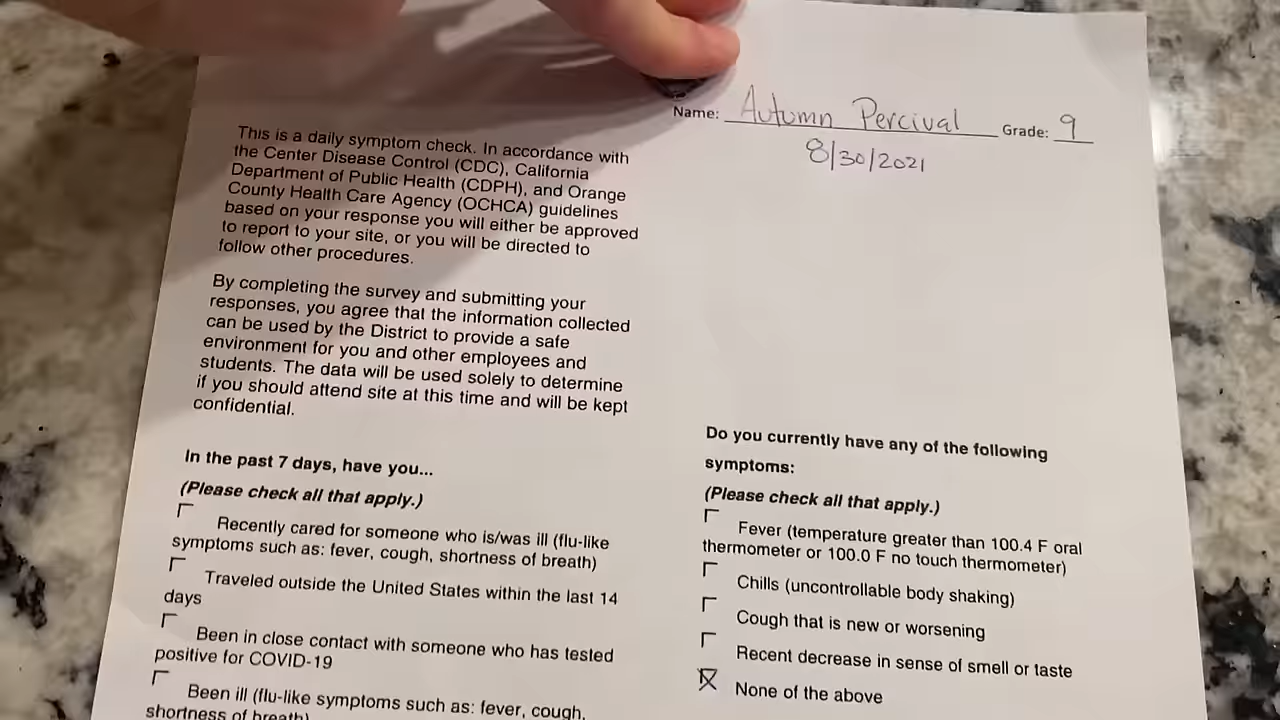 Name: Autumn Percival Grade: 9
8/30/2021
This is a daily symptom check. In accordance with
the Center Disease Control (CDC), California
Department of Public Health (CDPH), and Orange
County Health Care Agency (OCHCA) guidelines
based on your response you will either be approved
to report to your site, or you will be directed to
follow other procedures.
By completing the survey and submitting your
responses, you agree that the information collected
can be used by the District to provide a safe
environment for you and other employees and
students. The data will be used solely to determine
if you should attend site at this time and will be kept
confidential.
In the past 7 days, have you...
(Please check all that apply.)
Recently cared for someone who is/was ill (flu-like
symptoms such as: fever, cough, shortness of breath)
Traveled outside the United States within the last 14
days
Been in close contact with someone who has tested
positive for COVID-19
Been ill (flu-like symptoms such as: fever, cough,
shortness of breath)
Do you currently have any of the following
symptoms:
(Please check all that apply.)
Fever (temperature greater than 100.4 F oral
thermometer or 100.0 F no touch thermometer)
Chills (uncontrollable body shaking)
Cough that is new or worsening
Recent decrease in sense of smell or taste
None of the above